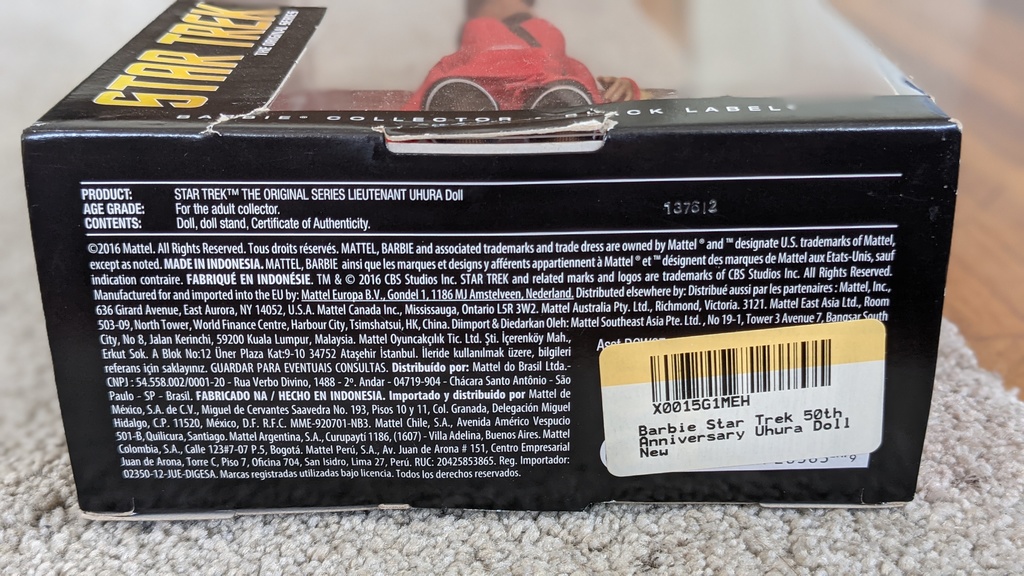 STAR TREK
THE ORIGINAL SERIES
BARBIE® COLLECTOR BLACK LABEL®
PRODUCT: STAR TREK™ THE ORIGINAL SERIES LIEUTENANT UHURA Doll
AGE GRADE: For the adult collector.
CONTENTS: Doll, doll stand, Certificate of Authenticity.
137612
©2016 Mattel. All Rights Reserved. Tous droits réservés. MATTEL, BARBIE and associated trademarks and trade dress are owned by Mattel ® and ™ designate U.S. trademarks of Mattel,
except as noted. MADE IN INDONESIA. MATTEL, BARBIE ainsi que les marques et designs y afférents appartiennent à Mattel ® et ™ désignent des marques de Mattel aux Etats-Unis, sauf
indication contraire. FABRIQUÉ EN INDONÉSIE. TM & © 2016 CBS Studios Inc. STAR TREK and related marks and logos are trademarks of CBS Studios Inc. All Rights Reserved.
Manufactured for and imported into the EU by: Mattel Europa B.V., Gondel 1, 1186 MJ Amstelveen, Nederland. Distributed elsewhere by: Distribué aussi par les partenaires : Mattel, Inc.,
636 Girard Avenue, East Aurora, NY 14052, U.S.A. Mattel Canada Inc., Mississauga, Ontario L5R 3W2. Mattel Australia Pty. Ltd., Richmond, Victoria. 3121. Mattel East Asia Ltd., Room
503-09, North Tower, World Finance Centre, Harbour City, Tsimshatsui, HK, China. Diimport & Diedarkan Oleh: Mattel Southeast Asia Pte. Ltd., No 19-1, Tower 3 Avenue 7, Bangsar South
City, No 8, Jalan Kerinchi, 59200 Kuala Lumpur, Malaysia. Mattel Oyuncakçılık Tic. Ltd. Şti. İçerenköy Mah.,
Erkut Sok. A Blok No:12 Üner Plaza Kat:9-10 34752 Ataşehir İstanbul. İleride kullanılmak üzere, bilgileri
referans için saklayınız. GUARDAR PARA EVENTUAIS CONSULTAS. Distribuído por: Mattel do Brasil Ltda.-
CNPJ : 54.558.002/0001-20 - Rua Verbo Divino, 1488 - 2º. Andar - 04719-904 - Chácara Santo Antônio - São
Paulo - SP - Brasil. FABRICADO NA / HECHO EN INDONESIA. Importado y distribuido por Mattel de
México, S.A. de C.V., Miguel de Cervantes Saavedra No. 193, Pisos 10 y 11, Col. Granada, Delegación Miguel
Hidalgo, C.P. 11520, México, D.F. R.F.C. MME-920701-NB3. Mattel Chile, S.A., Avenida Américo Vespucio
501-B, Quilicura, Santiago. Mattel Argentina, S.A., Curupaytí 1186, (1607) - Villa Adelina, Buenos Aires. Mattel
Colombia, S.A., Calle 123#7-07 P.5, Bogotá. Mattel Perú, S.A., Av. Juan de Arona # 151, Centro Empresarial
Juan de Arona, Torre C, Piso 7, Oficina 704, San Isidro, Lima 27, Perú. RUC: 20425853865. Reg. Importador:
02350-12-JUE-DIGESA. Marcas registradas utilizadas bajo licencia. Todos los derechos reservados.
X0015G1MEH
Barbie Star Trek 50th
Anniversary Uhura Doll
New